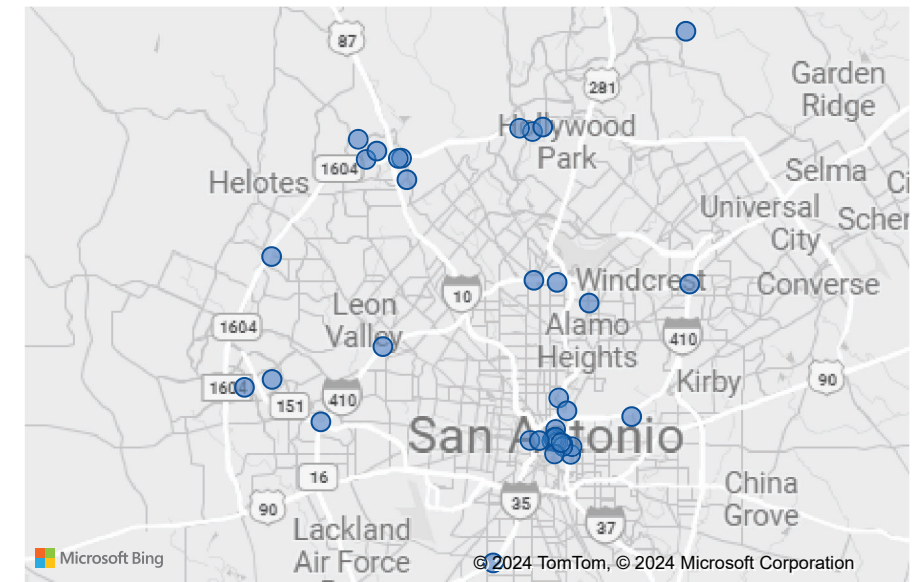 87
281
Garden
Ridge
Hollywood
Park
1604
Helotes
Selma
Ci
Universal
City
Scher
10
Windcrest
Converse
Leon
Valley
1604
Alamo
Heights
410
Kirby
90
1604
151
410
San Antonio
16
90
35
37
China
Grove
Lackland
Air Force
Microsoft Bing
© 2024 TomTom, © 2024 Microsoft Corporation